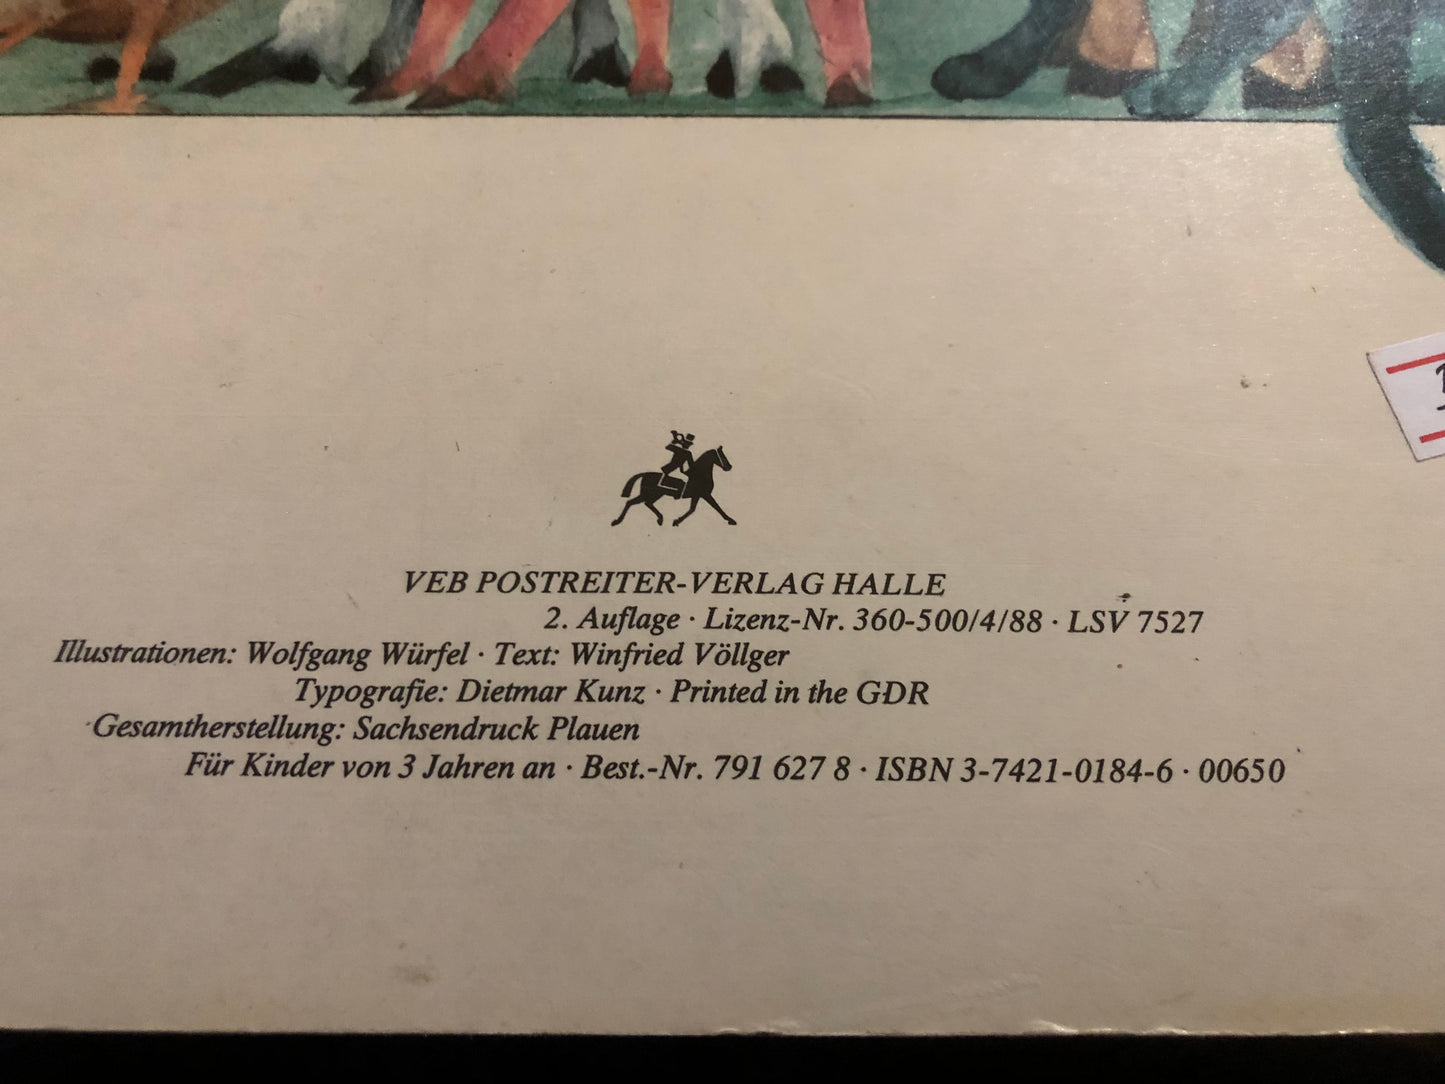 VEB POSTREITER-VERLAG HALLE
2. Auflage · Lizenz-Nr. 360-500/4/88 · LSV 7527
Illustrationen: Wolfgang Würfel · Text: Winfried Völlger
Typografie: Dietmar Kunz · Printed in the GDR
Gesamtherstellung: Sachsendruck Plauen
Für Kinder von 3 Jahren an · Best.-Nr. 791 627 8 · ISBN 3-7421-0184-6 · 00650